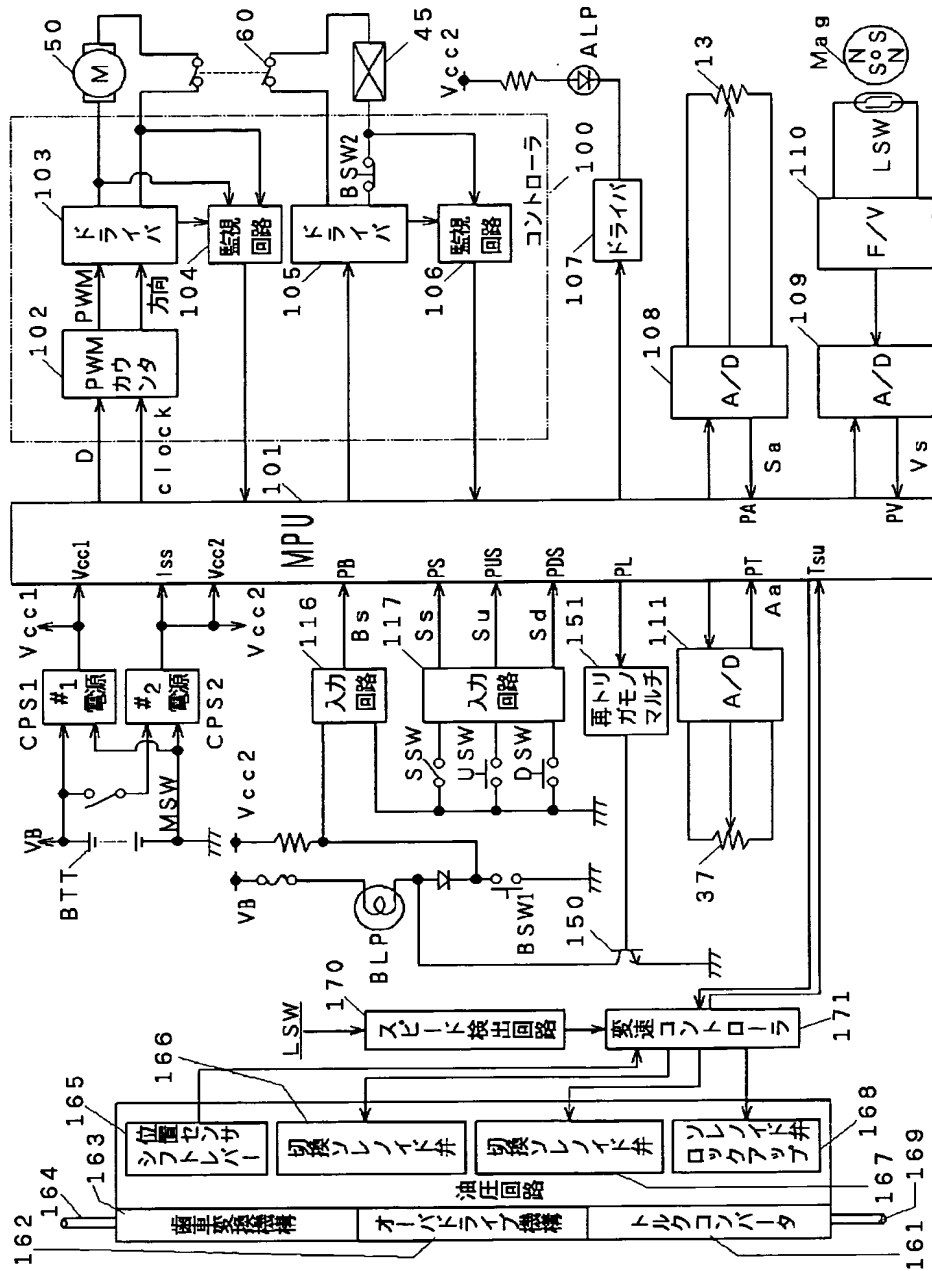 50
M
60
45
Vcc2
ALP
13
Mag
N
S
o
S
N
LSW
103
ドライバ
104
監視
回路
105
ドライバ
BSW2
106
監視
回路
コントローラ
100
107
ドライバ
110
F/V
PWM
方向
102
PWM
カウ
ンタ
108
A/D
109
A/D
D
clock
101
Sa
Vs
MPU
PA
PV
Vcc1
Iss
Vcc2
PB
PS
PUS
PDS
PL
PT
Tsu
Vcc1
Vcc2
116
Bs
117
Ss
Su
Sd
151
111
Aa
CPS1
#1
電源
#2
電源
CPS2
入力
回路
入力
回路
再トリ
ガモノ
マルチ
A/D
SSW
USW
DSW
VB
BTT
MSW
Vcc2
VB
BLP
BSW1
150
37
170
LSW
スピード検出回路
変速コントロー
ラ
171
166
165
163
164
162
位置センサ
シフトレバー
切換ソレノイド弁
切換ソレノイド弁
ソレノイド弁
ロックアップ
168
167
169
油圧回路
歯車変換機構
オーバドライブ機構
トルクコンバータ
161